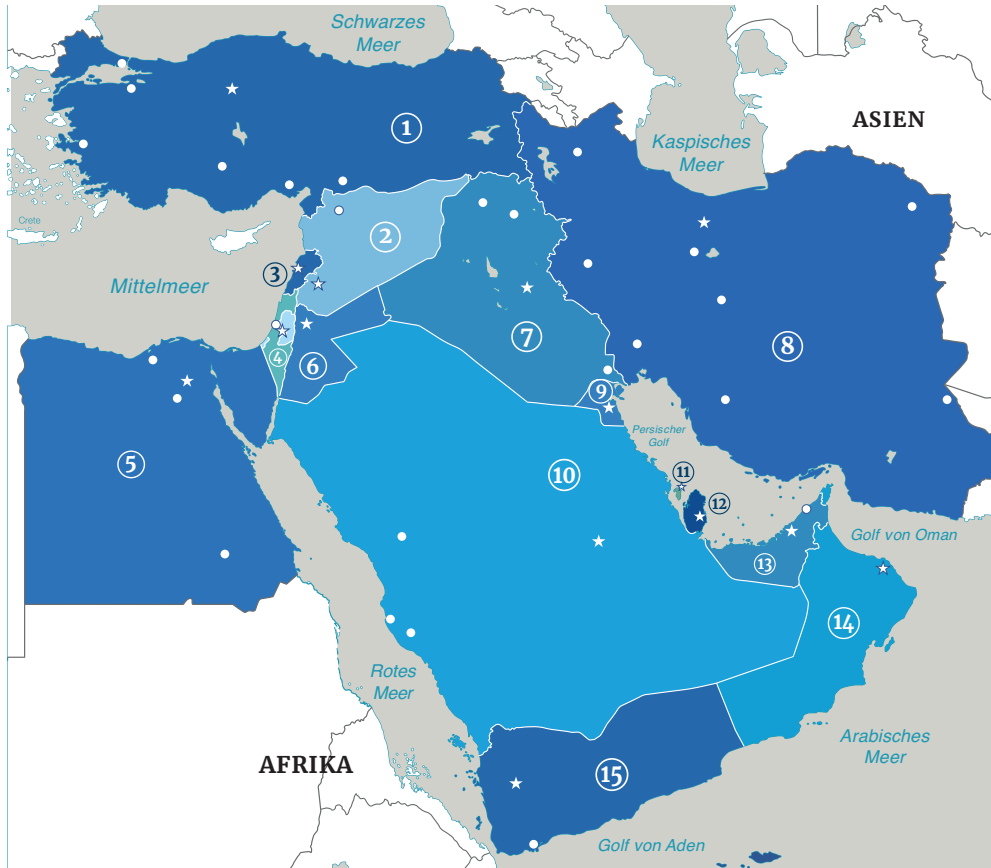 Schwarzes
Meer
ASIEN
1
Kaspisches
Meer
Crete
2
3
Mittelmeer
7
8
4
6
9
Persischer
Golf
5
10
11
12
Golf von Oman
13
14
Rotes
Meer
Arabisches
Meer
AFRIKA
15
Golf von Aden